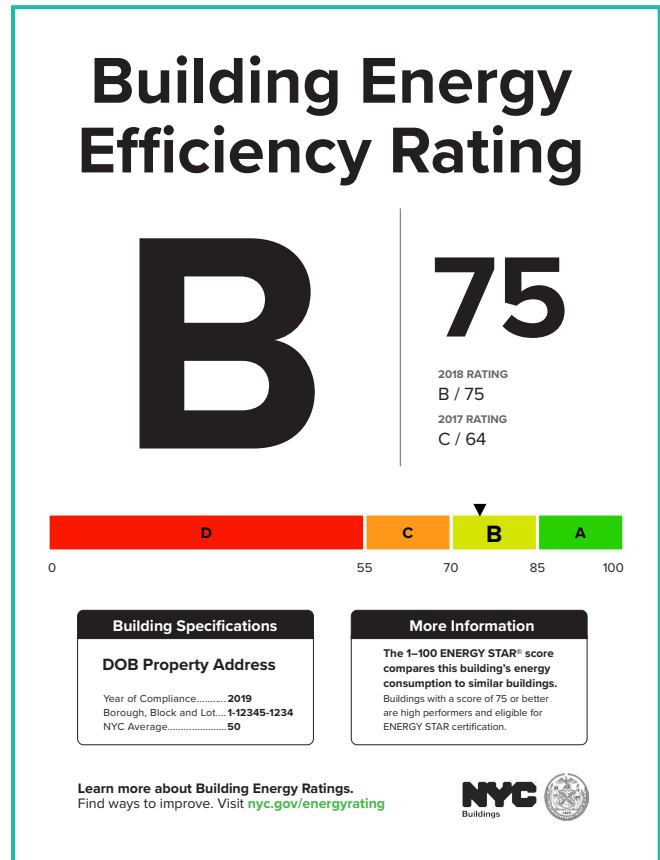 Building Energy
Efficiency Rating
B
75
2018 RATING
B / 75
2017 RATING
C / 64
D
C
B
A
0
55
70
85
100
Building Specifications
DOB Property Address
Year of Compliance..........2019
Borough, Block and Lot....1-12345-1234
NYC Average......................50
More Information
The 1–100 ENERGY STAR® score
compares this building's energy
consumption to similar buildings.
Buildings with a score of 75 or better
are high performers and eligible for
ENERGY STAR certification.
Learn more about Building Energy Ratings.
Find ways to improve. Visit nyc.gov/energyrating
NYC
Buildings